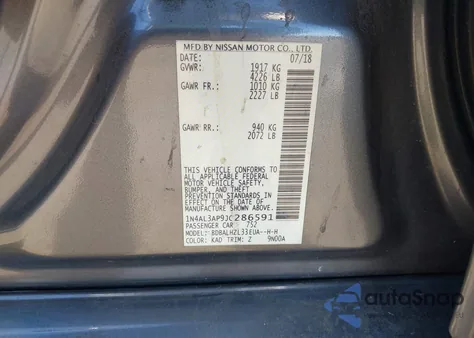 MFD BY NISSAN MOTOR CO., LTD.
DATE: 07/18
GVWR: 1917 KG
4226 LB
GAWR FR: 1010 KG
2227 LB
GAWR RR: 940 KG
2072 LB
THIS VEHICLE CONFORMS TO
ALL APPLICABLE FEDERAL
MOTOR VEHICLE SAFETY,
BUMPER, AND THEFT
PREVENTION STANDARDS IN
EFFECT ON THE DATE OF
MANUFACTURE SHOWN ABOVE.
1N4AL3AP9JC286591
PASSENGER CAR 752
MODEL: BDBALHZL33EUA--H-H
COLOR: KAD TRIM: Z 9N00A
autoSnap